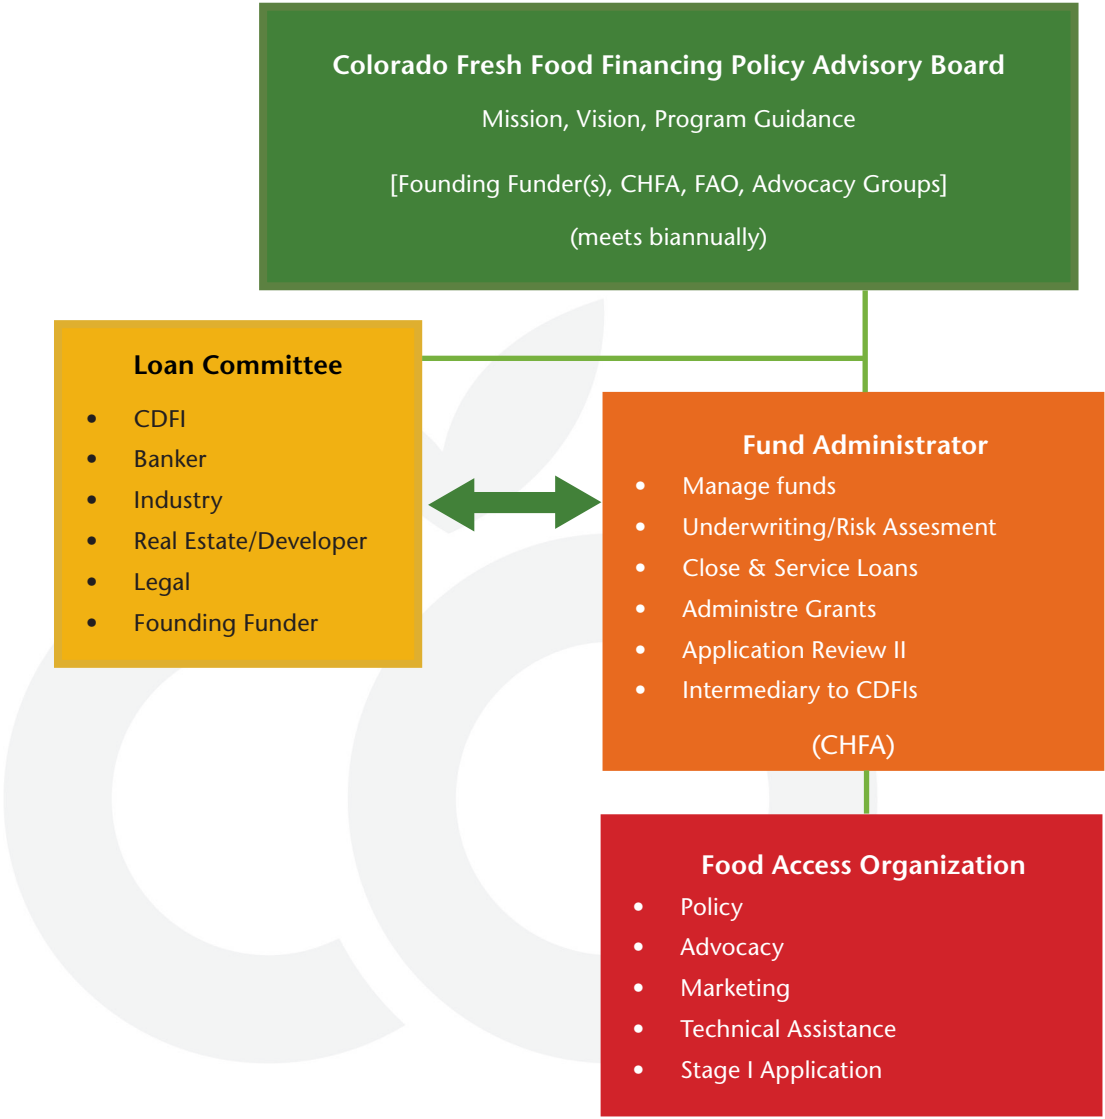 Colorado Fresh Food Financing Policy Advisory Board
Mission, Vision, Program Guidance
[Founding Funder(s), CHFA, FAO, Advocacy Groups]
(meets biannually)
Loan Committee
• CDFI
• Banker
• Industry
• Real Estate/Developer
• Legal
• Founding Funder
Fund Administrator
• Manage funds
• Underwriting/Risk Assesment
• Close & Service Loans
• Administre Grants
• Application Review II
• Intermediary to CDFIs
(CHFA)
Food Access Organization
• Policy
• Advocacy
• Marketing
• Technical Assistance
• Stage I Application